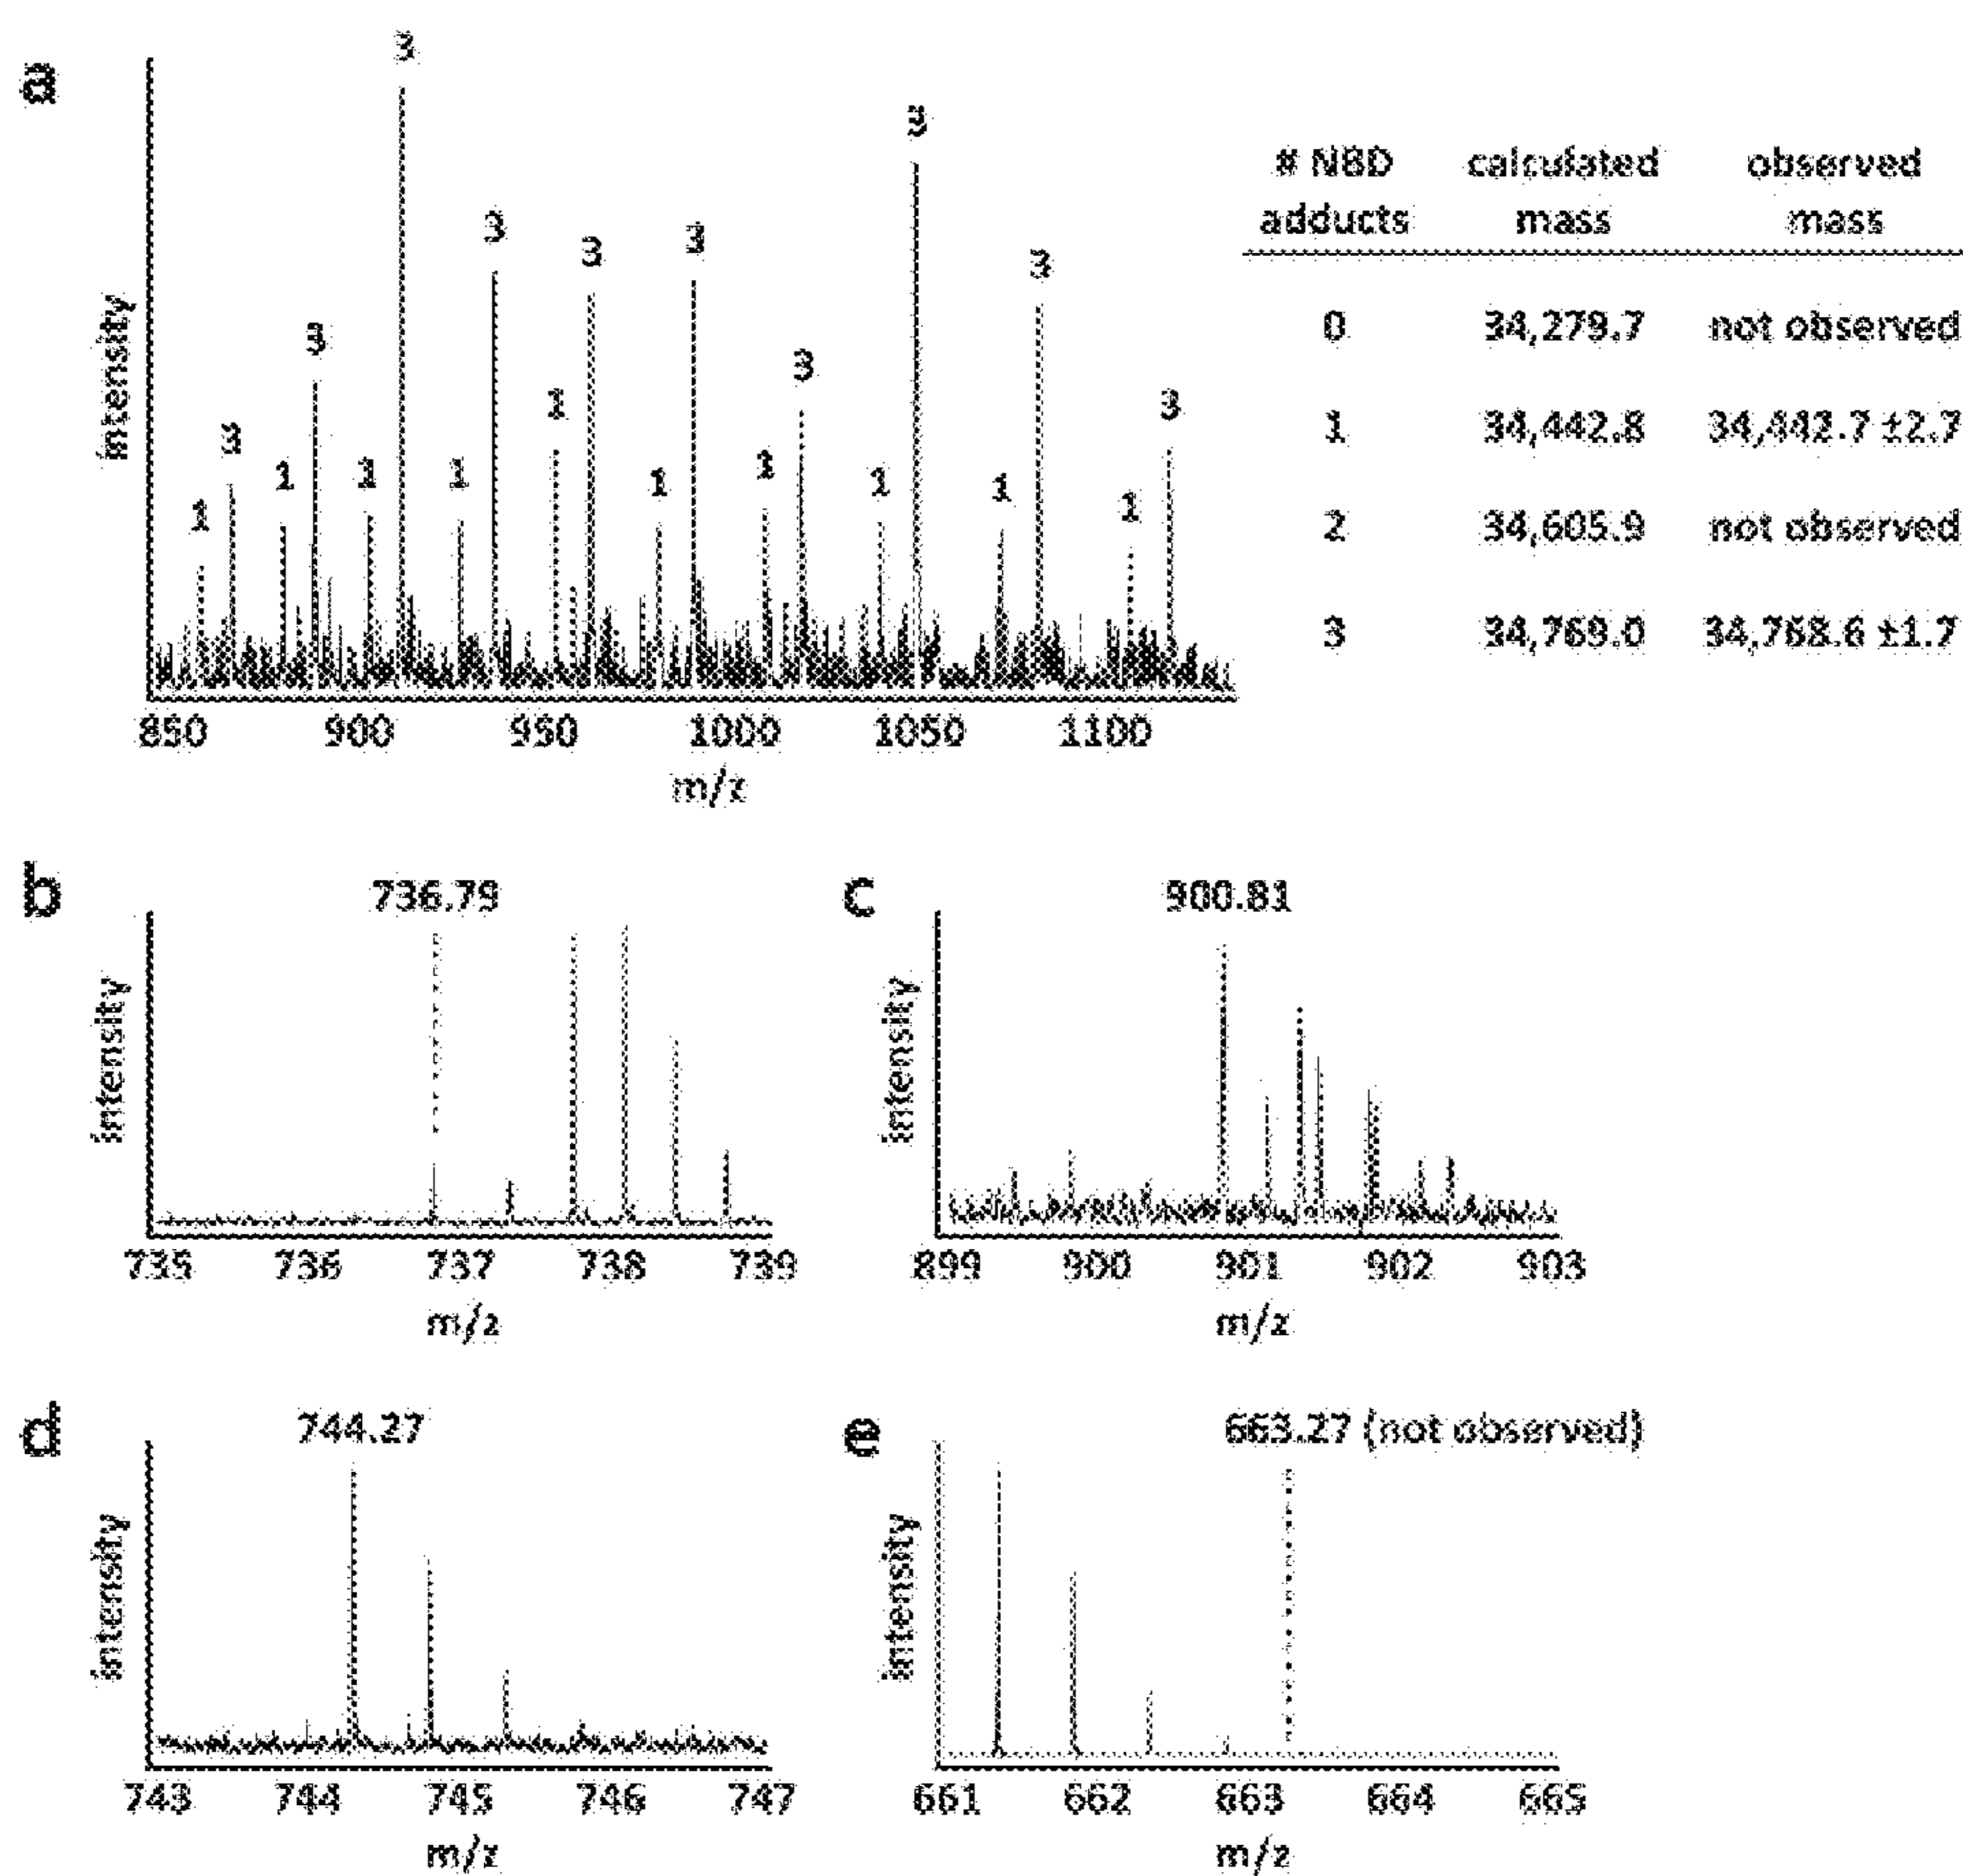 a
3 3 3 3 3 3 3 3 3 3
1 1 1 1 1 1 1 1 1
intensity
850 900 950 1000 1050 1100
m/z
# NBD calculated observed
adducts mass mass
0 34,279.7 not observed
1 34,442.8 34,442.7 ±2.7
2 34,605.9 not observed
3 34,769.0 34,768.6 ±1.7
b
736.79
intensity
735 736 737 738 739
m/z
c
900.81
intensity
899 900 901 902 903
m/z
d
744.27
intensity
743 744 745 746 747
m/z
e
663.27 (not observed)
intensity
661 662 663 664 665
m/z